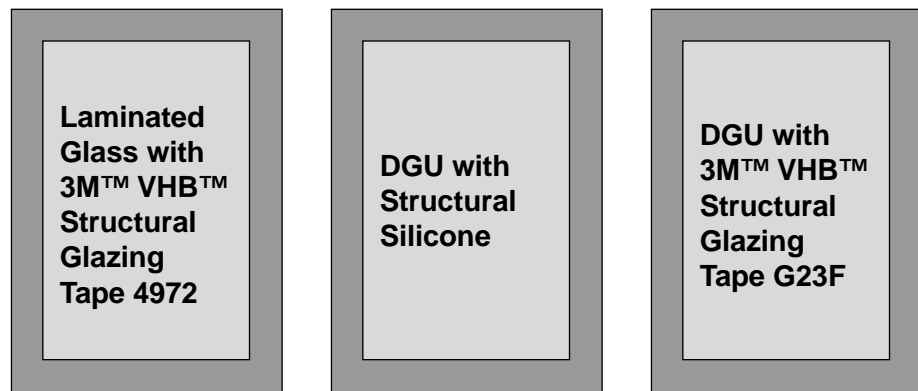 Laminated
Glass with
3M™ VHB™
Structural
Glazing
Tape 4972
DGU with
Structural
Silicone
DGU with
3M™ VHB™
Structural
Glazing
Tape G23F